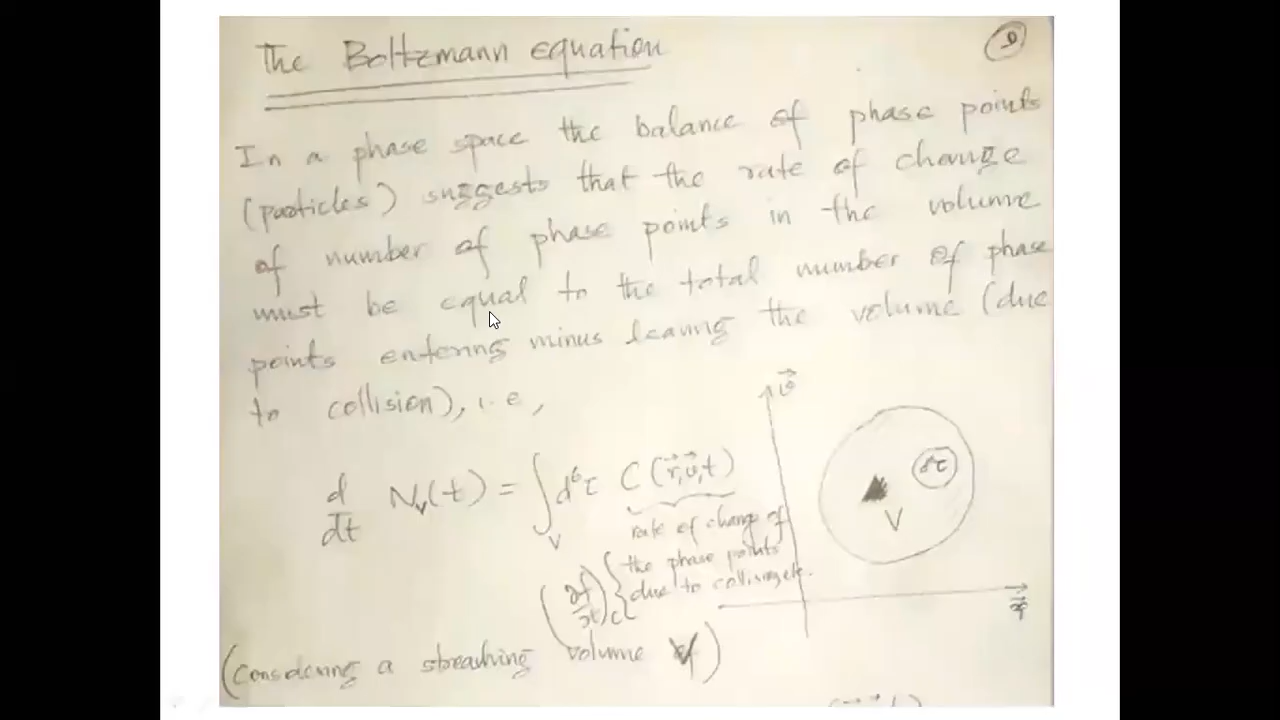 The Boltzmann equation
9
In a phase space the balance of phase points
(particles) suggests that the rate of change
of number of phase points in the volume
must be equal to the total number of phase
points entering minus leaving the volume (due
to collision), i.e,
d/dt N_V(t) = ∫_V d⁶τ C(r⃗,v⃗,t)
rate of change of
the phase points
due to
(∂f/∂t)_C
v⃗
dτ
V
r⃗
(Considering a streaming volume V)